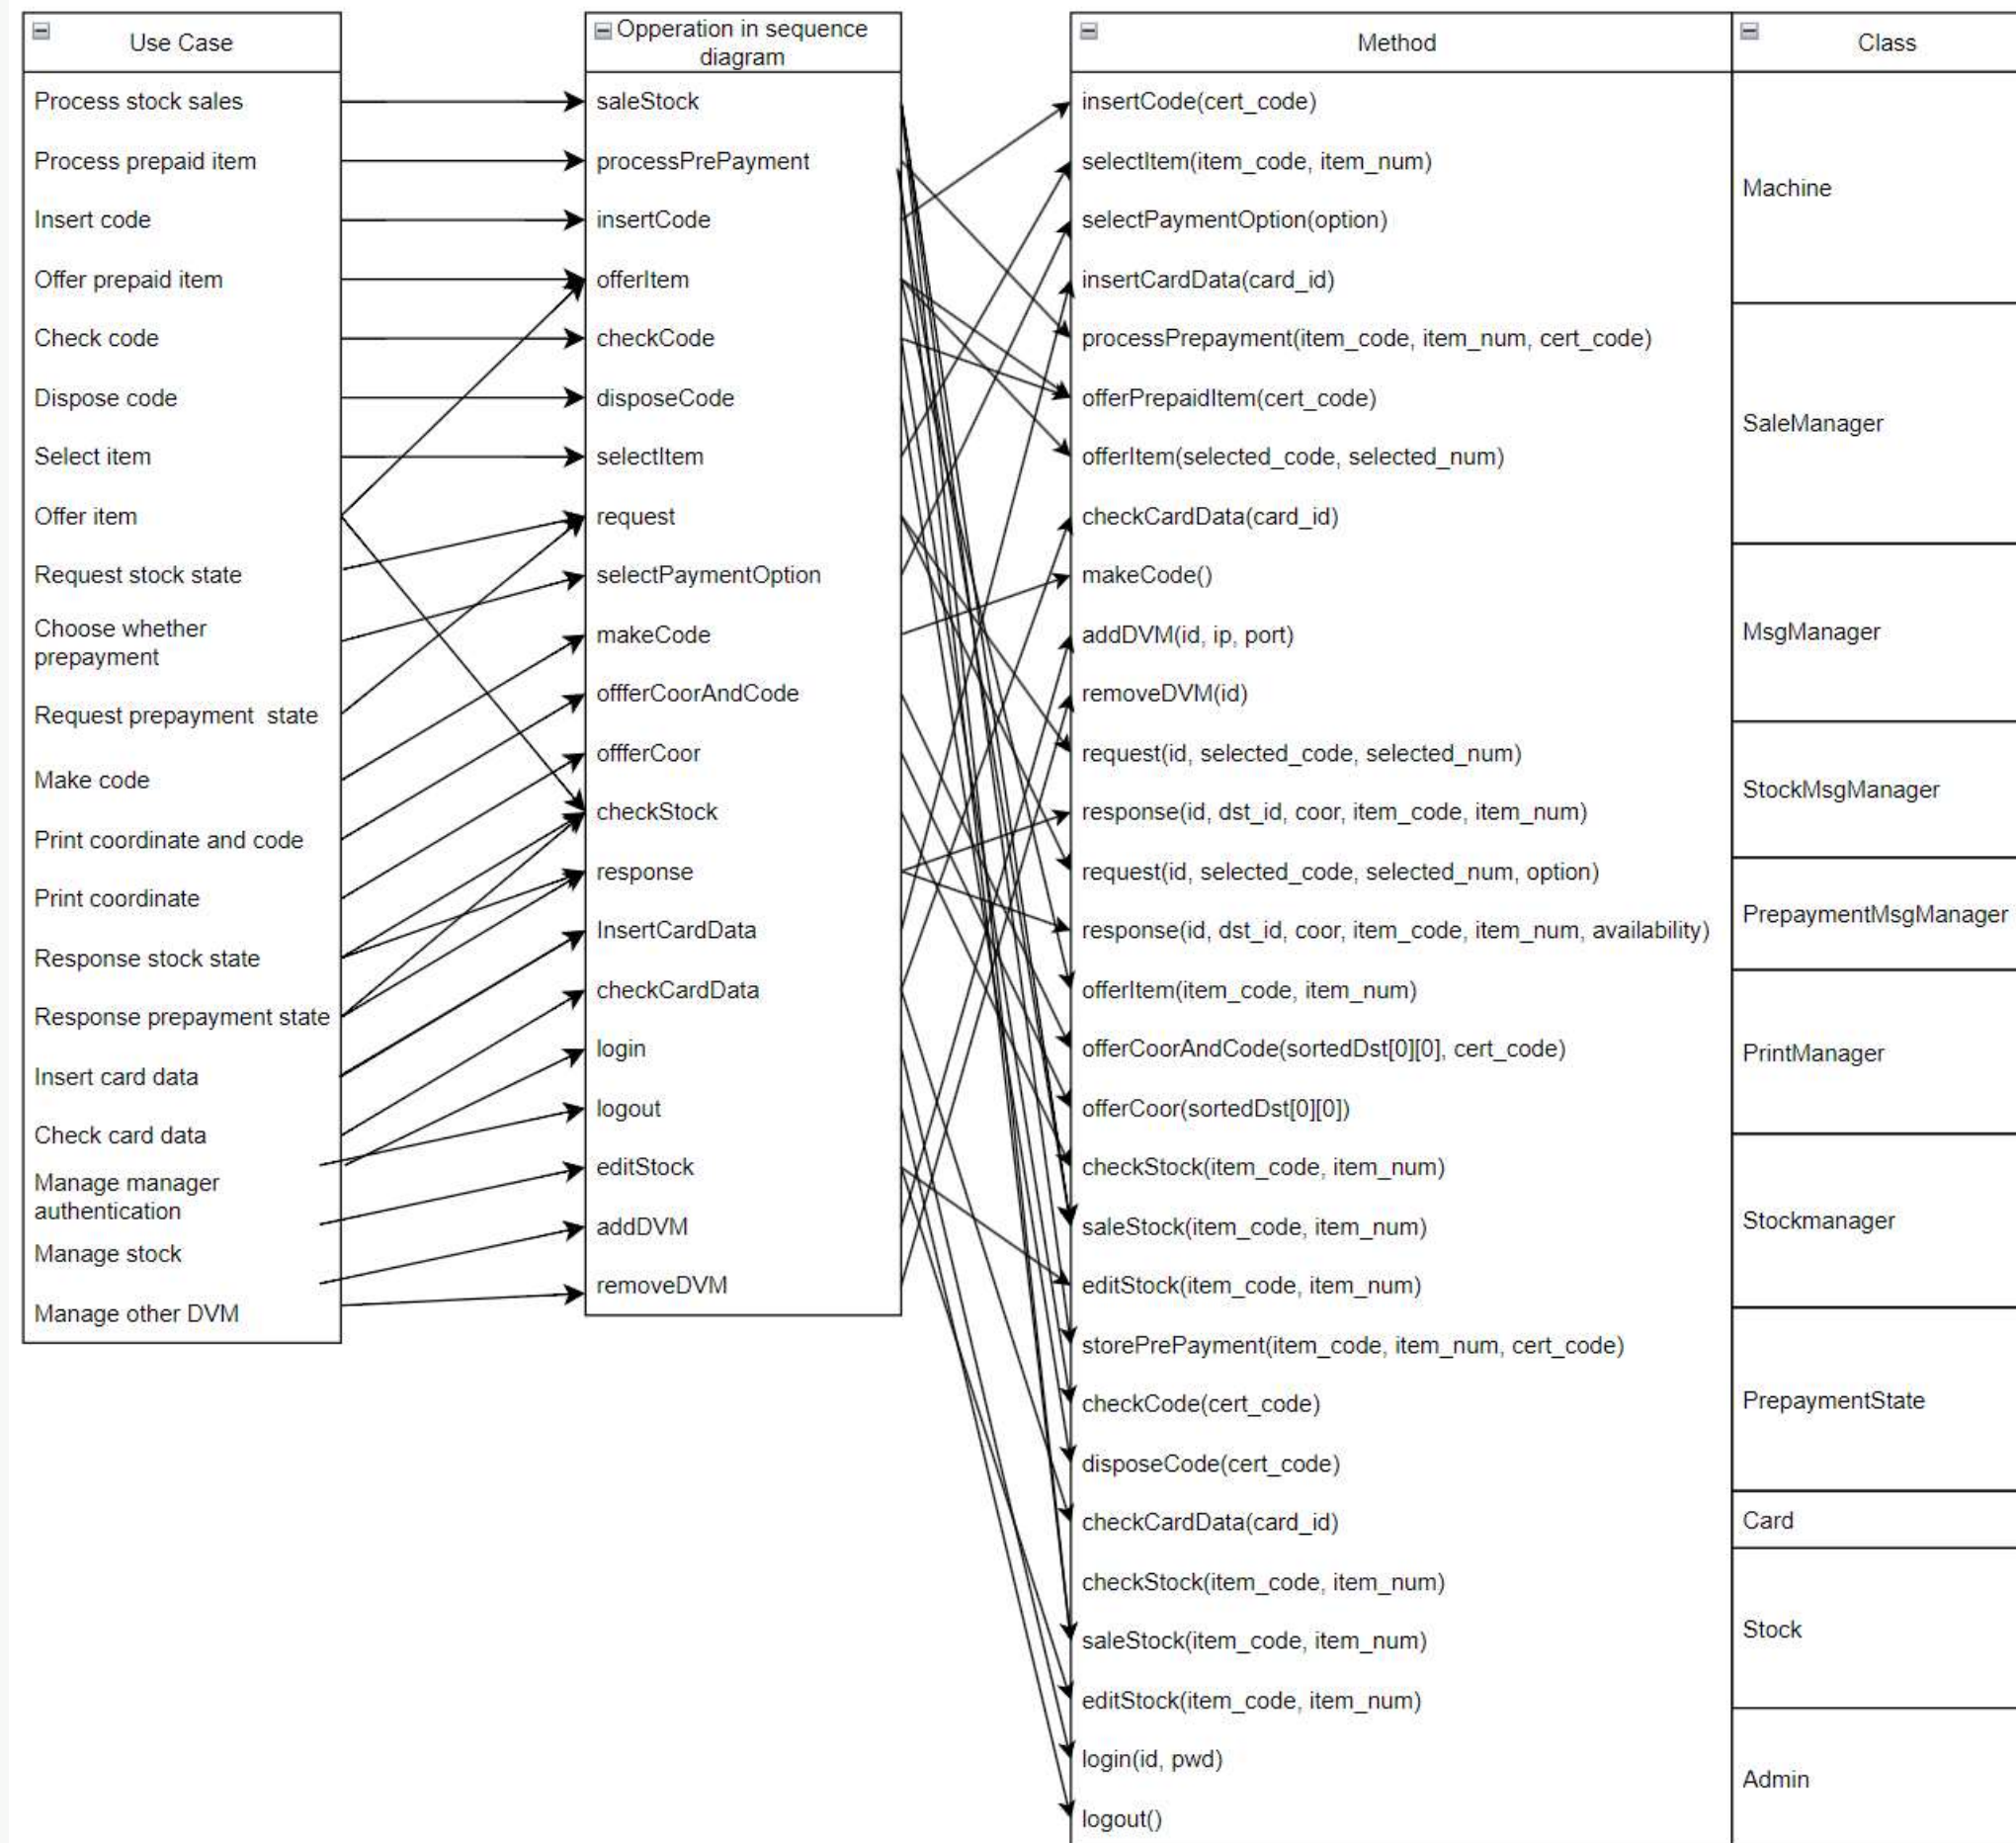 Use Case
Process stock sales
Process prepaid item
Insert code
Offer prepaid item
Check code
Dispose code
Select item
Offer item
Request stock state
Choose whether
prepayment
Request prepayment  state
Make code
Print coordinate and code
Print coordinate
Response stock state
Response prepayment state
Insert card data
Check card data
Manage manager
authentication
Manage stock
Manage other DVM
Opperation in sequence
diagram
saleStock
processPrePayment
insertCode
offerItem
checkCode
disposeCode
selectItem
request
selectPaymentOption
makeCode
offferCoorAndCode
offferCoor
checkStock
response
InsertCardData
checkCardData
login
logout
editStock
addDVM
removeDVM
Method
insertCode(cert_code)
selectItem(item_code, item_num)
selectPaymentOption(option)
insertCardData(card_id)
processPrepayment(item_code, item_num, cert_code)
offerPrepaidItem(cert_code)
offerItem(selected_code, selected_num)
checkCardData(card_id)
makeCode()
addDVM(id, ip, port)
removeDVM(id)
request(id, selected_code, selected_num)
response(id, dst_id, coor, item_code, item_num)
request(id, selected_code, selected_num, option)
response(id, dst_id, coor, item_code, item_num, availability)
offerItem(item_code, item_num)
offerCoorAndCode(sortedDst[0][0], cert_code)
offerCoor(sortedDst[0][0])
checkStock(item_code, item_num)
saleStock(item_code, item_num)
editStock(item_code, item_num)
storePrePayment(item_code, item_num, cert_code)
checkCode(cert_code)
disposeCode(cert_code)
checkCardData(card_id)
checkStock(item_code, item_num)
saleStock(item_code, item_num)
editStock(item_code, item_num)
login(id, pwd)
logout()
Class
Machine
SaleManager
MsgManager
StockMsgManager
PrepaymentMsgManager
PrintManager
Stockmanager
PrepaymentState
Card
Stock
Admin